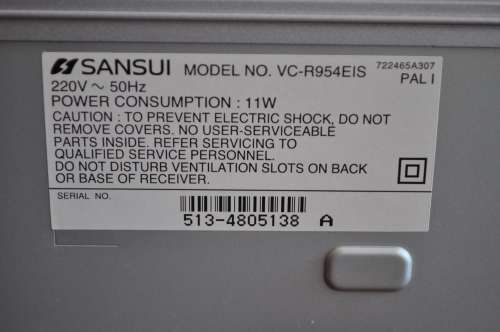 SANSUI MODEL NO. VC-R954EIS 722465A307
220V ~ 50Hz PAL I
POWER CONSUMPTION : 11W
CAUTION : TO PREVENT ELECTRIC SHOCK, DO NOT
REMOVE COVERS. NO USER-SERVICEABLE
PARTS INSIDE. REFER SERVICING TO
QUALIFIED SERVICE PERSONNEL.
DO NOT DISTURB VENTILATION SLOTS ON BACK
OR BASE OF RECEIVER.
SERIAL NO.
513-4805138 A